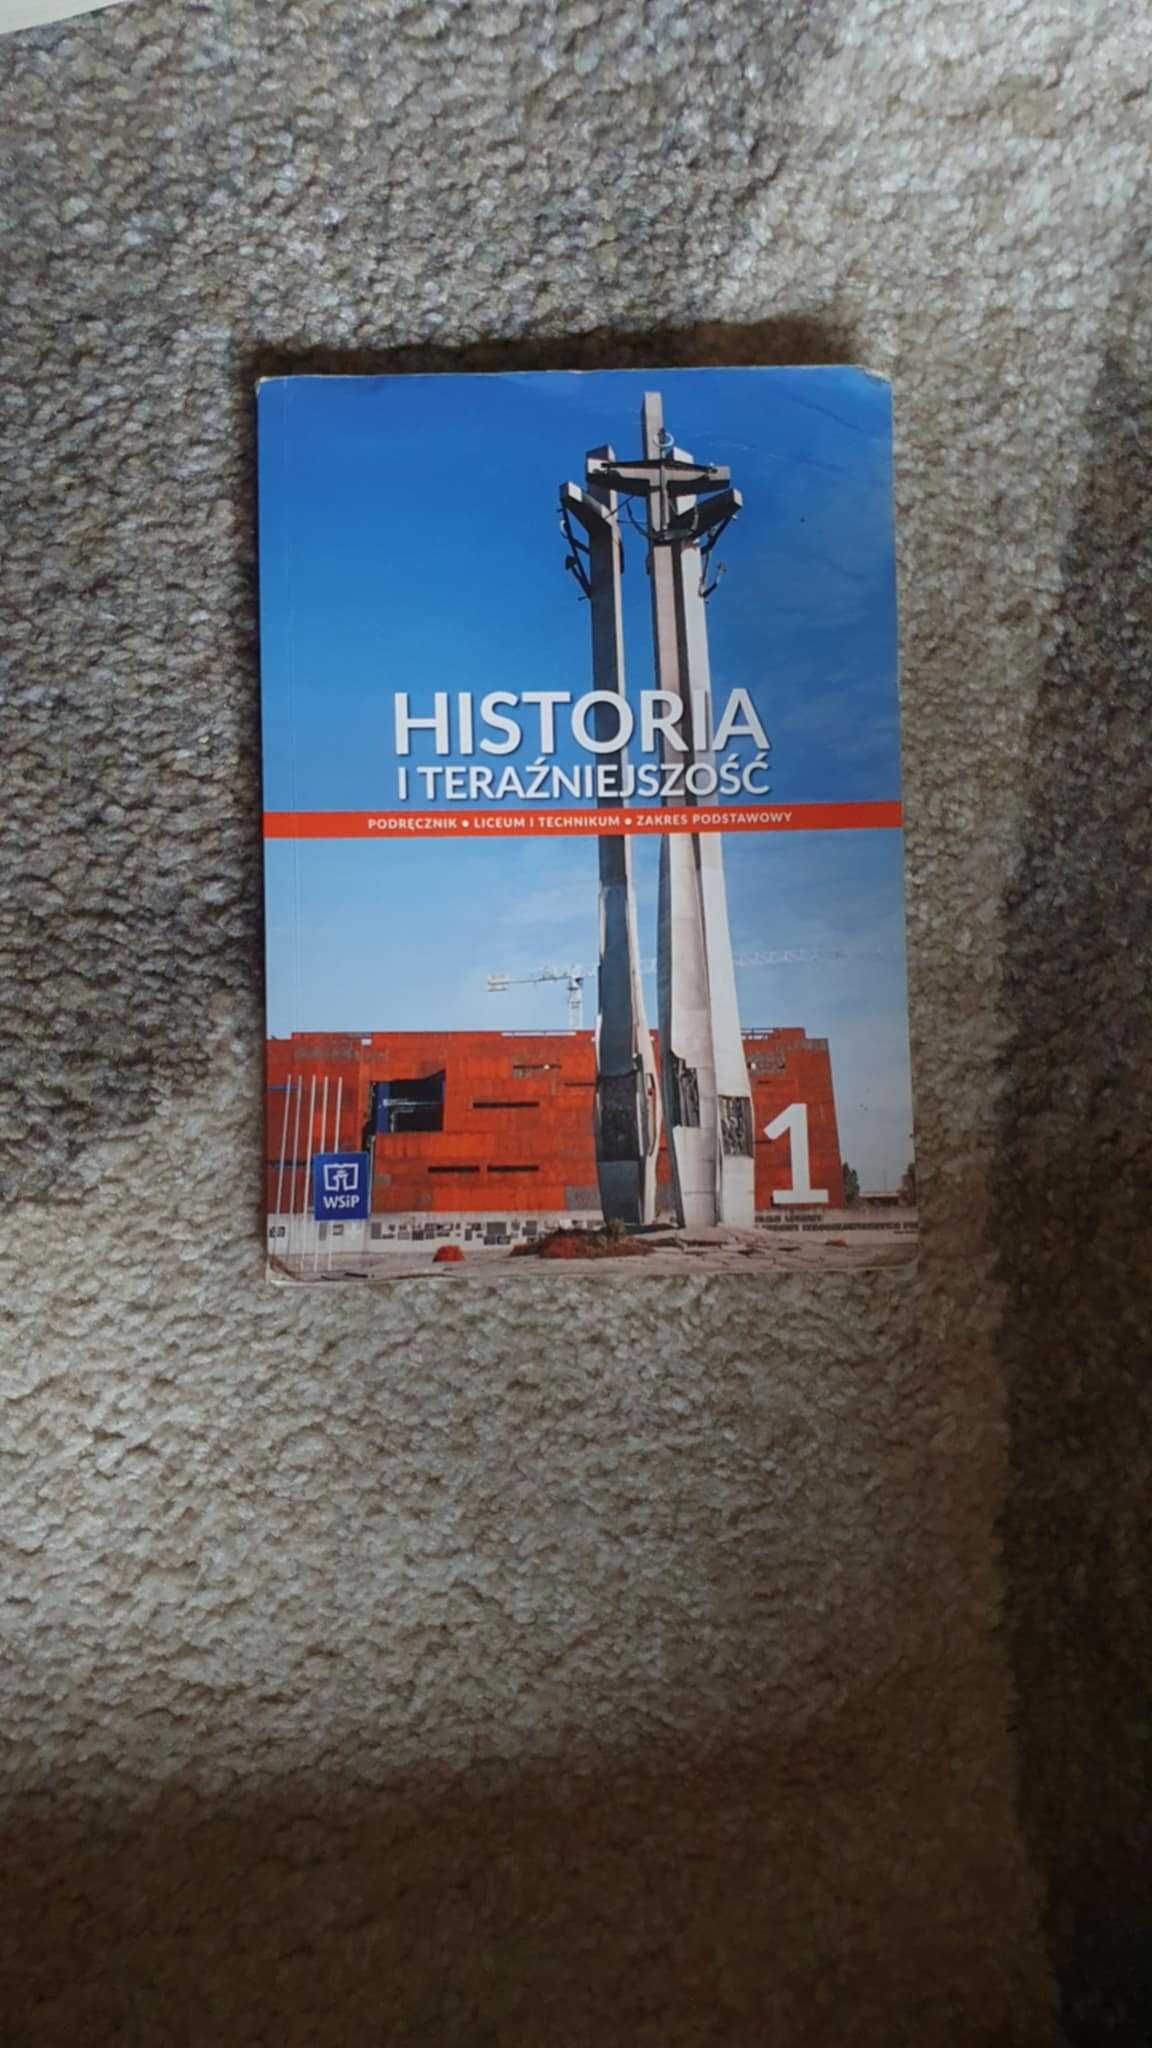 HISTORIA
I TERAŹNIEJSZOŚĆ
PODRĘCZNIK • LICEUM I TECHNIKUM • ZAKRES PODSTAWOWY
1
WSiP